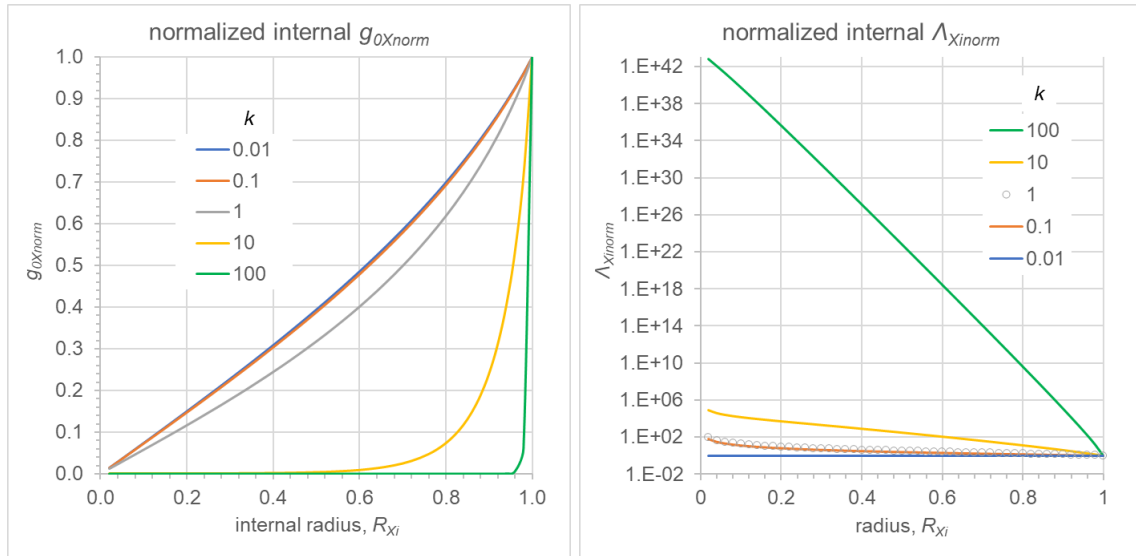 normalized internal g0Xnorm
1.0
0.9
0.8
0.7
0.6
0.5
0.4
0.3
0.2
0.1
0.0
g0Xnorm
k
0.01
0.1
1
10
100
0.0 0.2 0.4 0.6 0.8 1.0
internal radius, RXi
normalized internal ΛXinorm
1.E+42
1.E+38
1.E+34
1.E+30
1.E+26
1.E+22
1.E+18
1.E+14
1.E+10
1.E+06
1.E+02
1.E-02
ΛXinorm
k
100
10
1
0.1
0.01
0 0.2 0.4 0.6 0.8 1
radius, RXi